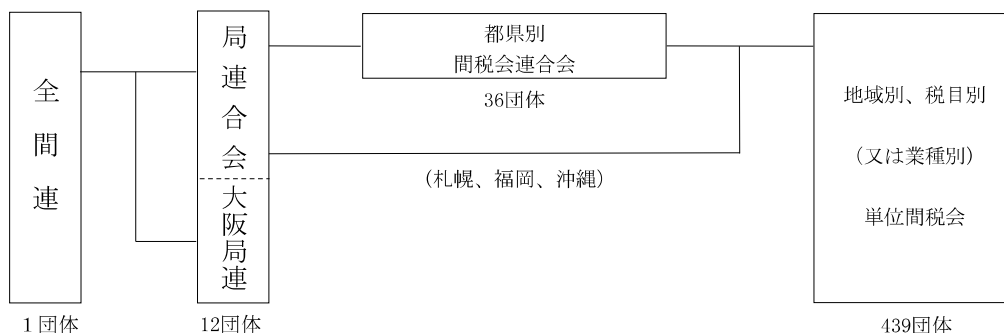 全間連
1団体
局連合会
大阪局連
12団体
都県別
間税会連合会
36団体
(札幌、福岡、沖縄)
地域別、税目別
(又は業種別)
単位間税会
439団体